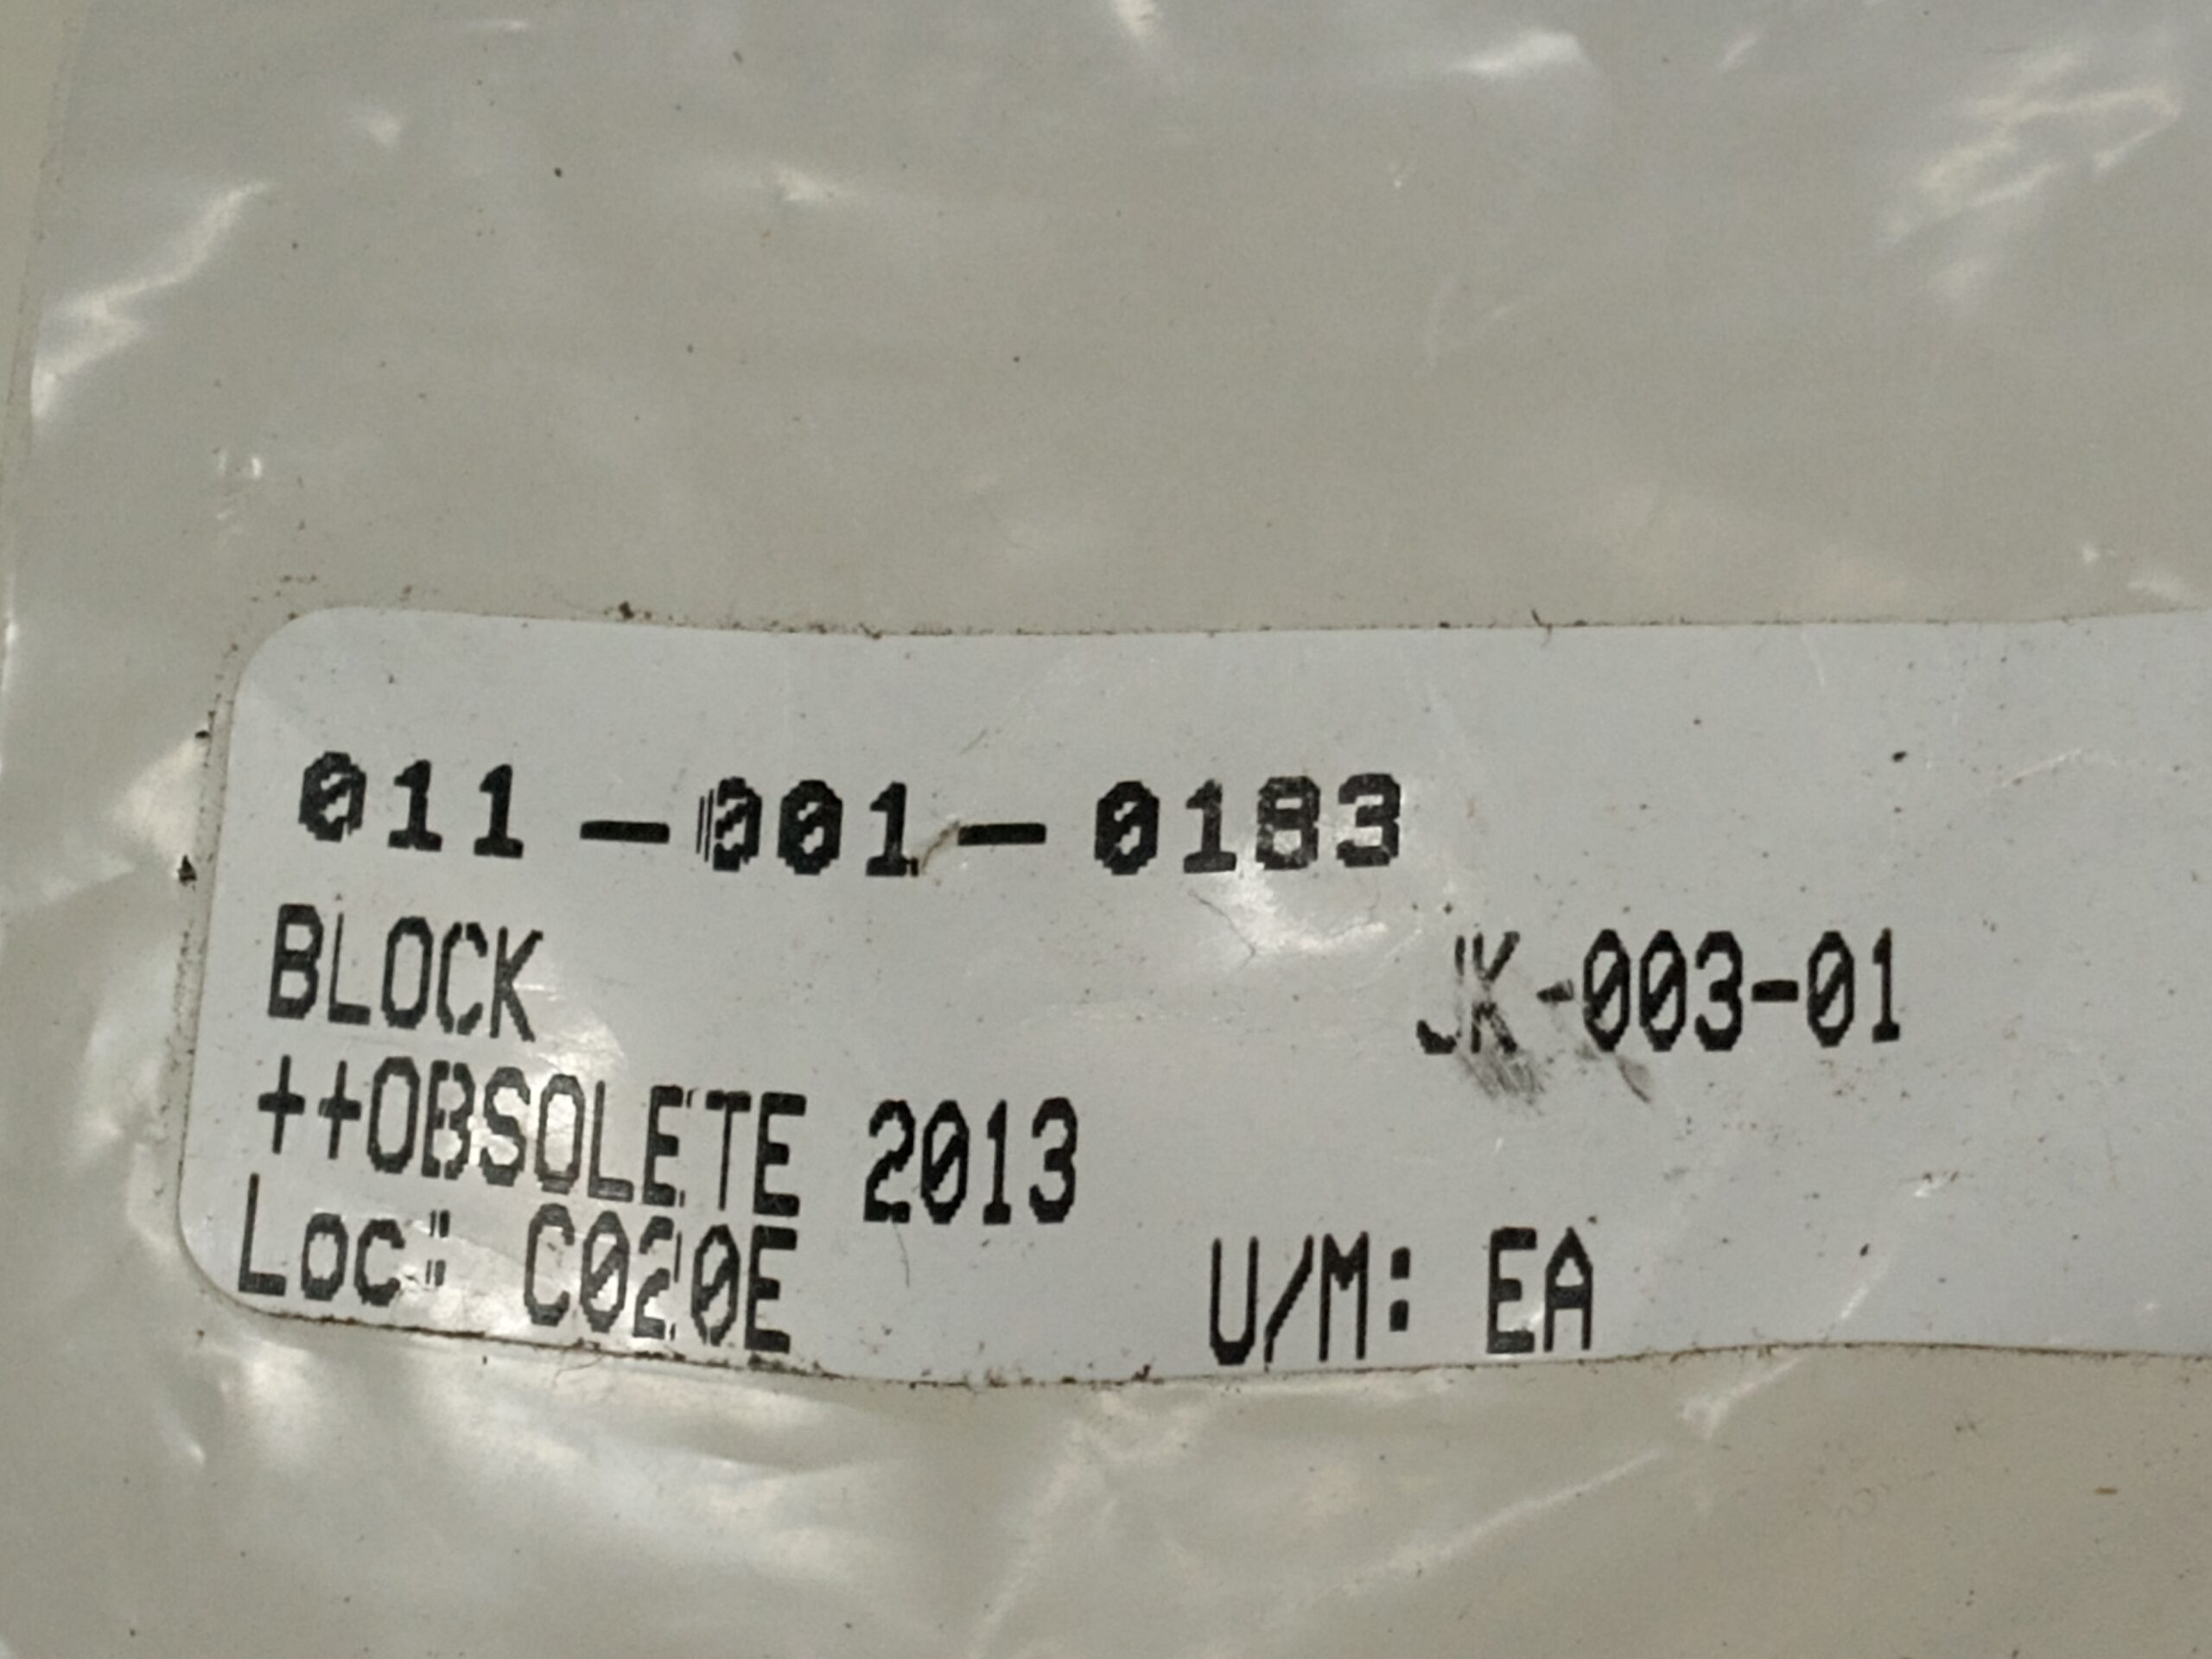 011-001-0183
BLOCK JK-003-01
++OBSOLETE 2013
Loc: C020E U/M: EA